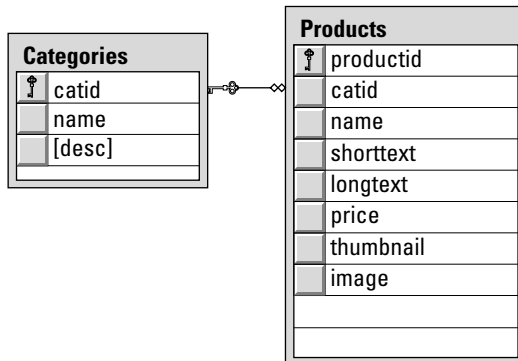 Categories
catid
name
[desc]
Products
productid
catid
name
shorttext
longtext
price
thumbnail
image